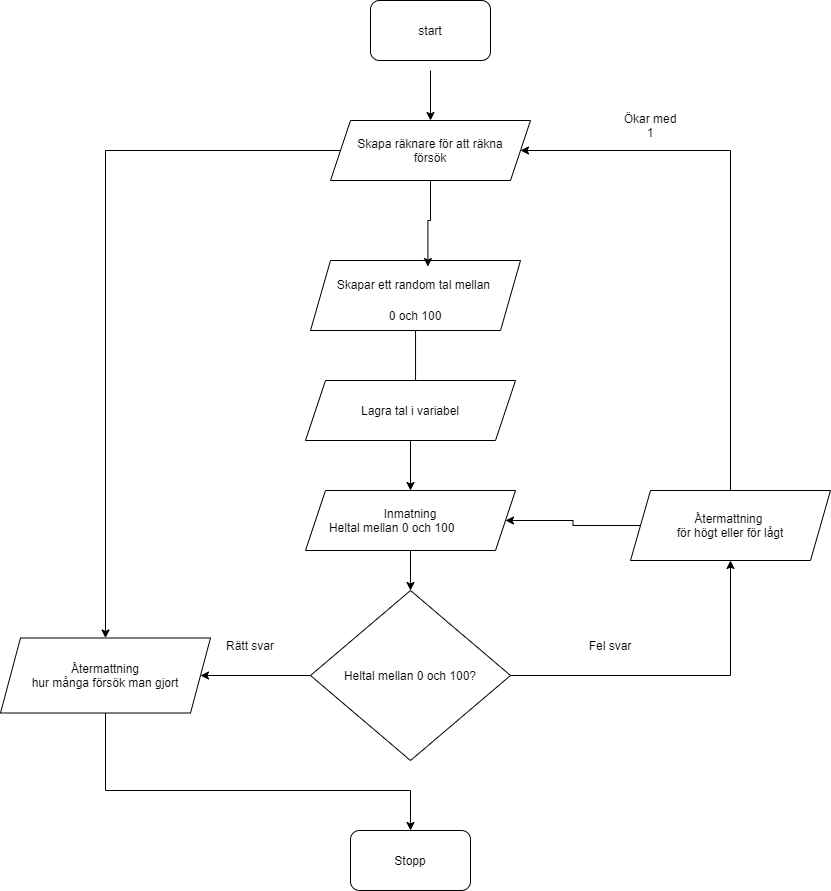 start
Ökar med
1
Skapa räknare för att räkna
försök
Skapar ett random tal mellan
0 och 100
Lagra tal i variabel
Inmatning
Heltal mellan 0 och 100
Återmattning
för högt eller för lågt
Rätt svar
Fel svar
Heltal mellan 0 och 100?
Återmattning
hur många försök man gjort
Stopp